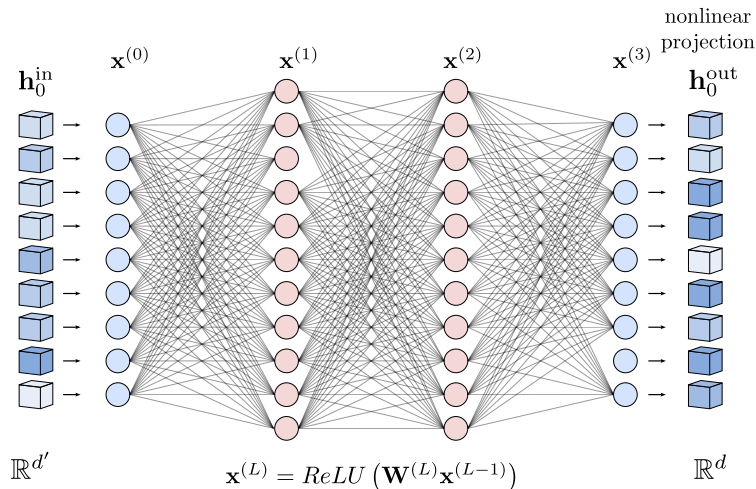 nonlinear
projection
x^{(0)} x^{(1)} x^{(2)} x^{(3)}
h_0^{in} h_0^{out}
ℝ^{d'} x^{(L)} = ReLU (W^{(L)}x^{(L-1)}) ℝ^d